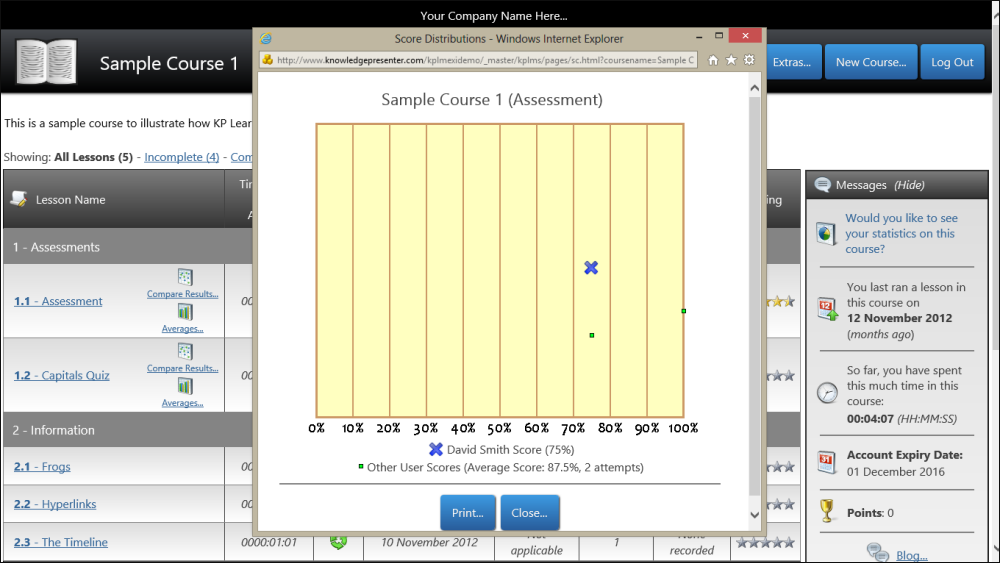 Your Company Name Here...
Sample Course 1
Extras...
New Course...
Log Out
This is a sample course to illustrate how KP Lear
Showing: All Lessons (5) - Incomplete (4) - Com
Lesson Name
1 - Assessments
1.1 - Assessment
Compare Results...
Averages...
1.2 - Capitals Quiz
Compare Results...
Averages...
2 - Information
2.1 - Frogs
2.2 - Hyperlinks
2.3 - The Timeline
0000:01:01
10 November 2012
Not applicable
1
None recorded
Score Distributions - Windows Internet Explorer
http://www.knowledgepresenter.com/kplmexidemo/_master/kplms/pages/sc.html?coursename=Sample C
Sample Course 1 (Assessment)
0% 10% 20% 30% 40% 50% 60% 70% 80% 90% 100%
David Smith Score (75%)
Other User Scores (Average Score: 87.5%, 2 attempts)
Print...
Close...
Messages (Hide)
Would you like to see
your statistics on this
course?
You last ran a lesson in
this course on
12 November 2012
(months ago)
So far, you have spent
this much time in this
course:
00:04:07 (HH:MM:SS)
Account Expiry Date:
01 December 2016
Points: 0
Blog...